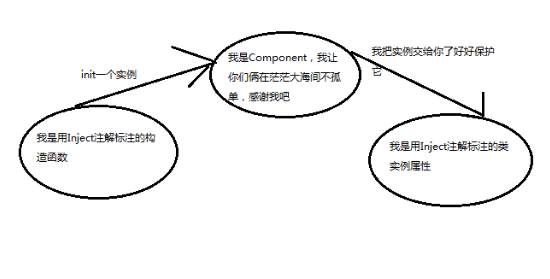 我是Component，我让
你们俩在茫茫大海间不孤
单，感谢我吧
我把实例交给你了好好保护
它
init一个实例
我是用Inject注解标注的构
造函数
我是用Inject注解标注的类
实例属性